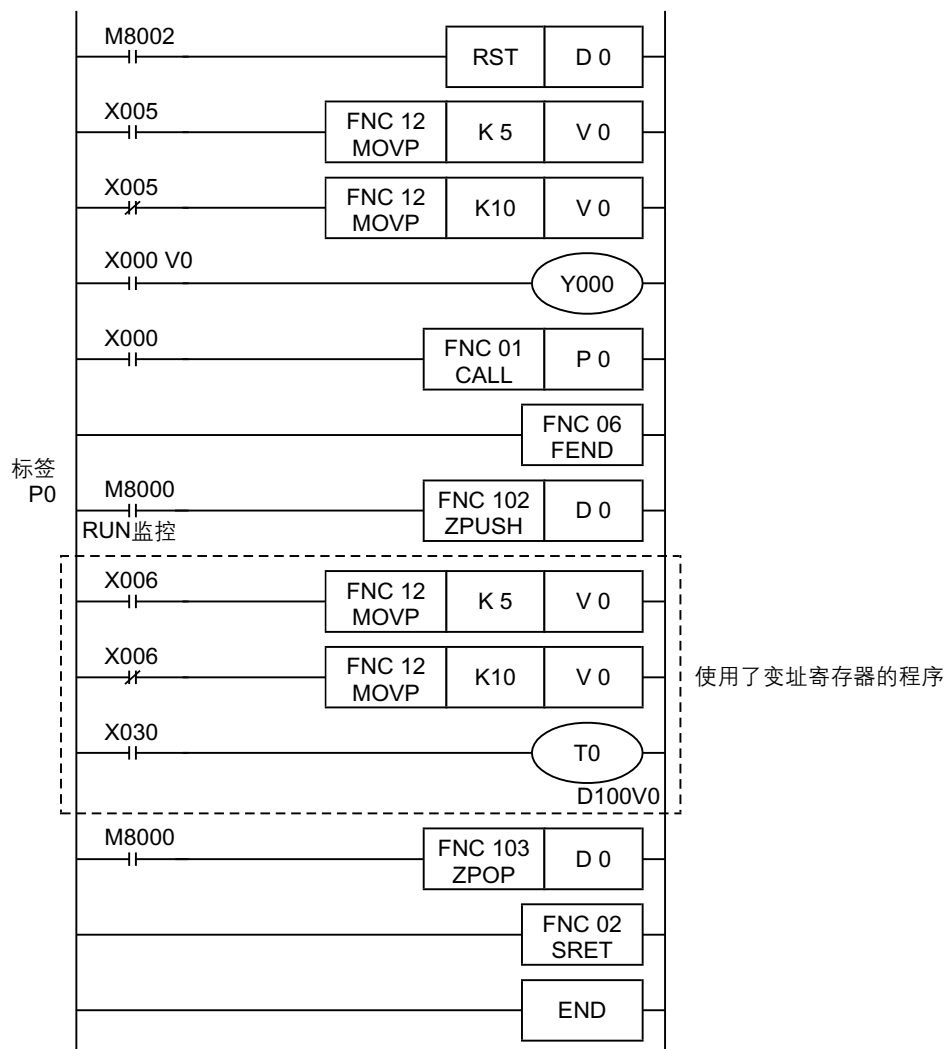 M8002
RST D 0
X005
FNC 12
MOVP K 5 V 0
X005
FNC 12
MOVP K10 V 0
X000 V0
Y000
X000
FNC 01
CALL P 0
FNC 06
FEND
标签
P0
M8000
RUN监控
FNC 102
ZPUSH D 0
X006
FNC 12
MOVP K 5 V 0
X006
FNC 12
MOVP K10 V 0
使用了变址寄存器的程序
X030
T0
D100V0
M8000
FNC 103
ZPOP D 0
FNC 02
SRET
END